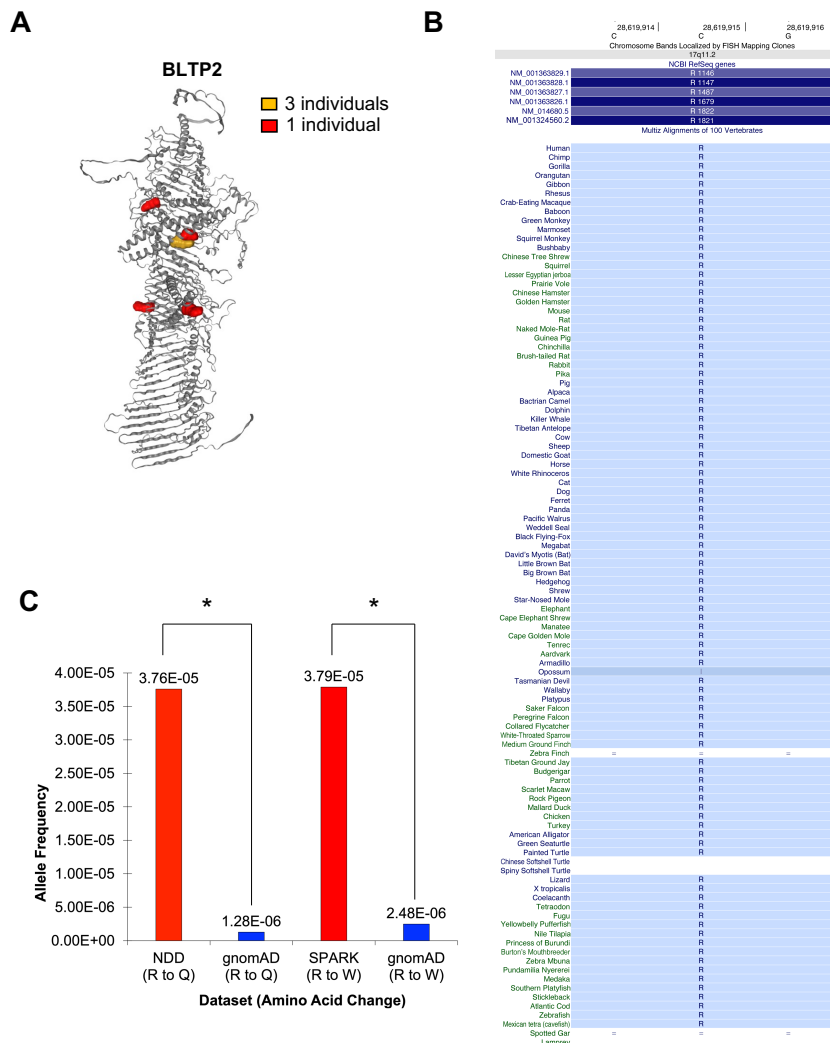 A
BLTP2
3 individuals
1 individual
B
28,619,914 28,619,915 28,619,916
C C G
Chromosome Bands Localized by FISH Mapping Clones
17q11.2
NCBI RefSeq genes
NM_001363829.1 R 1146
NM_001363828.1 R 1147
NM_001363827.1 R 1487
NM_001363826.1 R 1679
NM_014680.5 R 1822
NM_001324560.2 R 1821
Multiz Alignments of 100 Vertebrates
Human R
Chimp R
Gorilla R
Orangutan R
Gibbon R
Rhesus R
Crab-Eating Macaque R
Baboon R
Green Monkey R
Marmoset R
Squirrel Monkey R
Bushbaby R
Chinese Tree Shrew R
Squirrel R
Lesser Egyptian jerboa R
Prairie Vole R
Chinese Hamster R
Golden Hamster R
Mouse R
Rat R
Naked Mole-Rat R
Guinea Pig R
Chinchilla R
Brush-tailed Rat R
Rabbit R
Pika R
Pig R
Alpaca R
Bactrian Camel R
Dolphin R
Killer Whale R
Tibetan Antelope R
Cow R
Sheep R
Domestic Goat R
Horse R
White Rhinoceros R
Cat R
Dog R
Ferret R
Panda R
Pacific Walrus R
Weddell Seal R
Black Flying-Fox R
Megabat R
David's Myotis (Bat) R
Little Brown Bat R
Big Brown Bat R
Hedgehog R
Shrew R
Star-Nosed Mole R
Elephant R
Cape Elephant Shrew R
Manatee R
Cape Golden Mole R
Tenrec R
Aardvark R
Armadillo R
Opossum
Tasmanian Devil R
Wallaby R
Platypus R
Saker Falcon R
Peregrine Falcon R
Collared Flycatcher R
White-Throated Sparrow R
Medium Ground Finch R
Zebra Finch = = =
Tibetan Ground Jay R
Budgerigar R
Parrot R
Scarlet Macaw R
Rock Pigeon R
Mallard Duck R
Chicken R
Turkey R
American Alligator R
Green Seaturtle R
Painted Turtle R
Chinese Softshell Turtle
Spiny Softshell Turtle
Lizard R
X tropicalis R
Coelacanth R
Tetraodon R
Fugu R
Yellowbelly Pufferfish R
Nile Tilapia R
Princess of Burundi R
Burton's Mouthbreeder R
Zebra Mbuna R
Pundamilia Nyererei R
Medaka R
Southern Platyfish R
Stickleback R
Atlantic Cod R
Zebrafish R
Mexican tetra (cavefish) R
Spotted Gar = = =
Lamprey
C
* *
Allele Frequency
4.00E-05
3.50E-05
3.00E-05
2.50E-05
2.00E-05
1.50E-05
1.00E-05
5.00E-06
0.00E+00
3.76E-05 1.28E-06 3.79E-05 2.48E-06
NDD gnomAD SPARK gnomAD
(R to Q) (R to Q) (R to W) (R to W)
Dataset (Amino Acid Change)